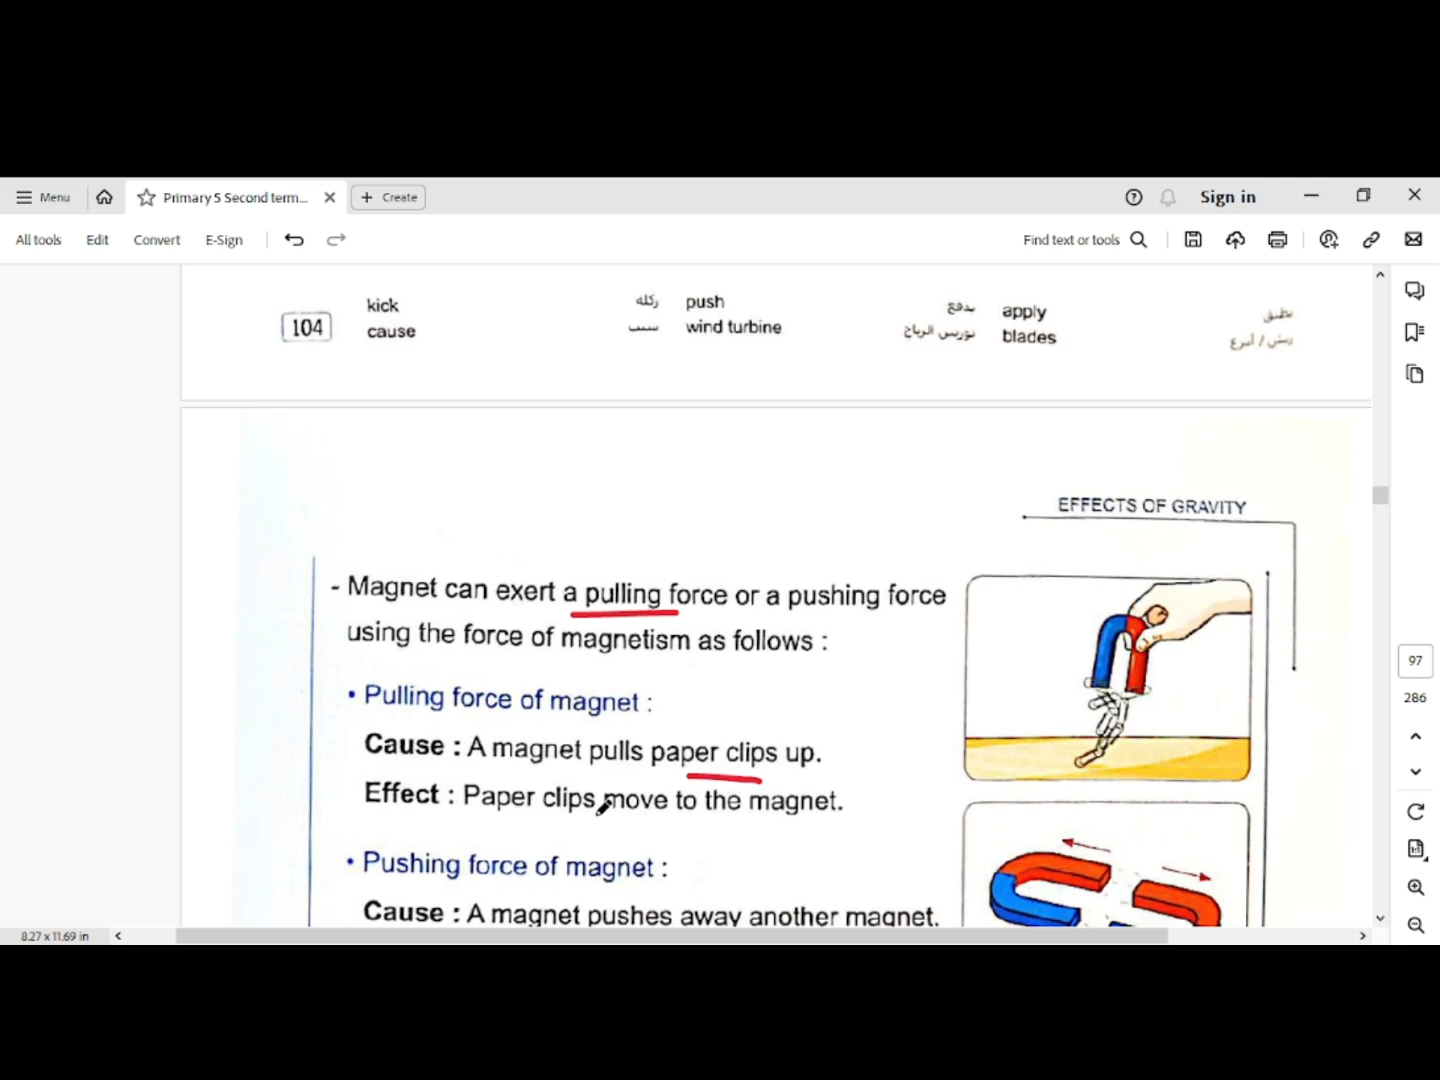 Menu
Primary 5 Second term...
Create
Sign in
All tools
Edit
Convert
E-Sign
Find text or tools
kick ركلة push يدفع apply تطبيق
104
cause سبب wind turbine توربين الرياح blades ريش / أذرع
EFFECTS OF GRAVITY
- Magnet can exert a pulling force or a pushing force
using the force of magnetism as follows :
• Pulling force of magnet :
Cause : A magnet pulls paper clips up.
Effect : Paper clips move to the magnet.
• Pushing force of magnet :
Cause : A magnet pushes away another magnet.
97
286
8.27 x 11.69 in